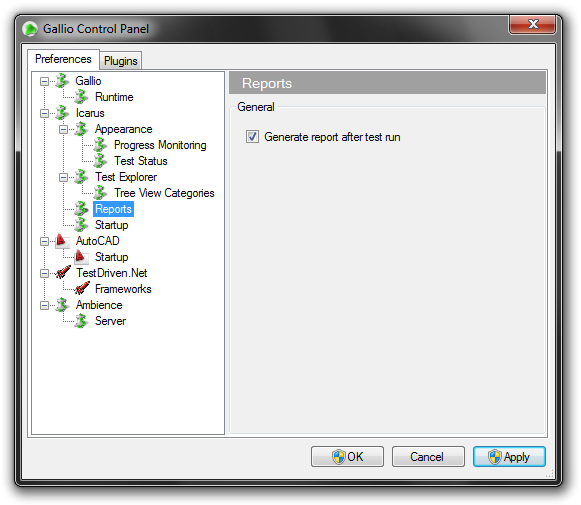 Gallio Control Panel
Preferences
Plugins
Gallio
Runtime
Icarus
Appearance
Progress Monitoring
Test Status
Test Explorer
Tree View Categories
Reports
Startup
AutoCAD
Startup
TestDriven.Net
Frameworks
Ambience
Server
Reports
General
Generate report after test run
OK
Cancel
Apply